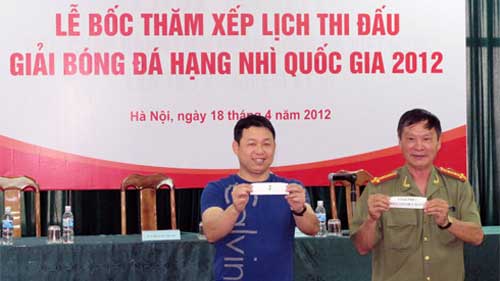 LỄ BỐC THĂM XẾP LỊCH THI ĐẤU
GIẢI BÓNG ĐÁ HẠNG NHÌ QUỐC GIA 2012
Hà Nội, ngày 18 tháng 4 năm 2012
Calvin